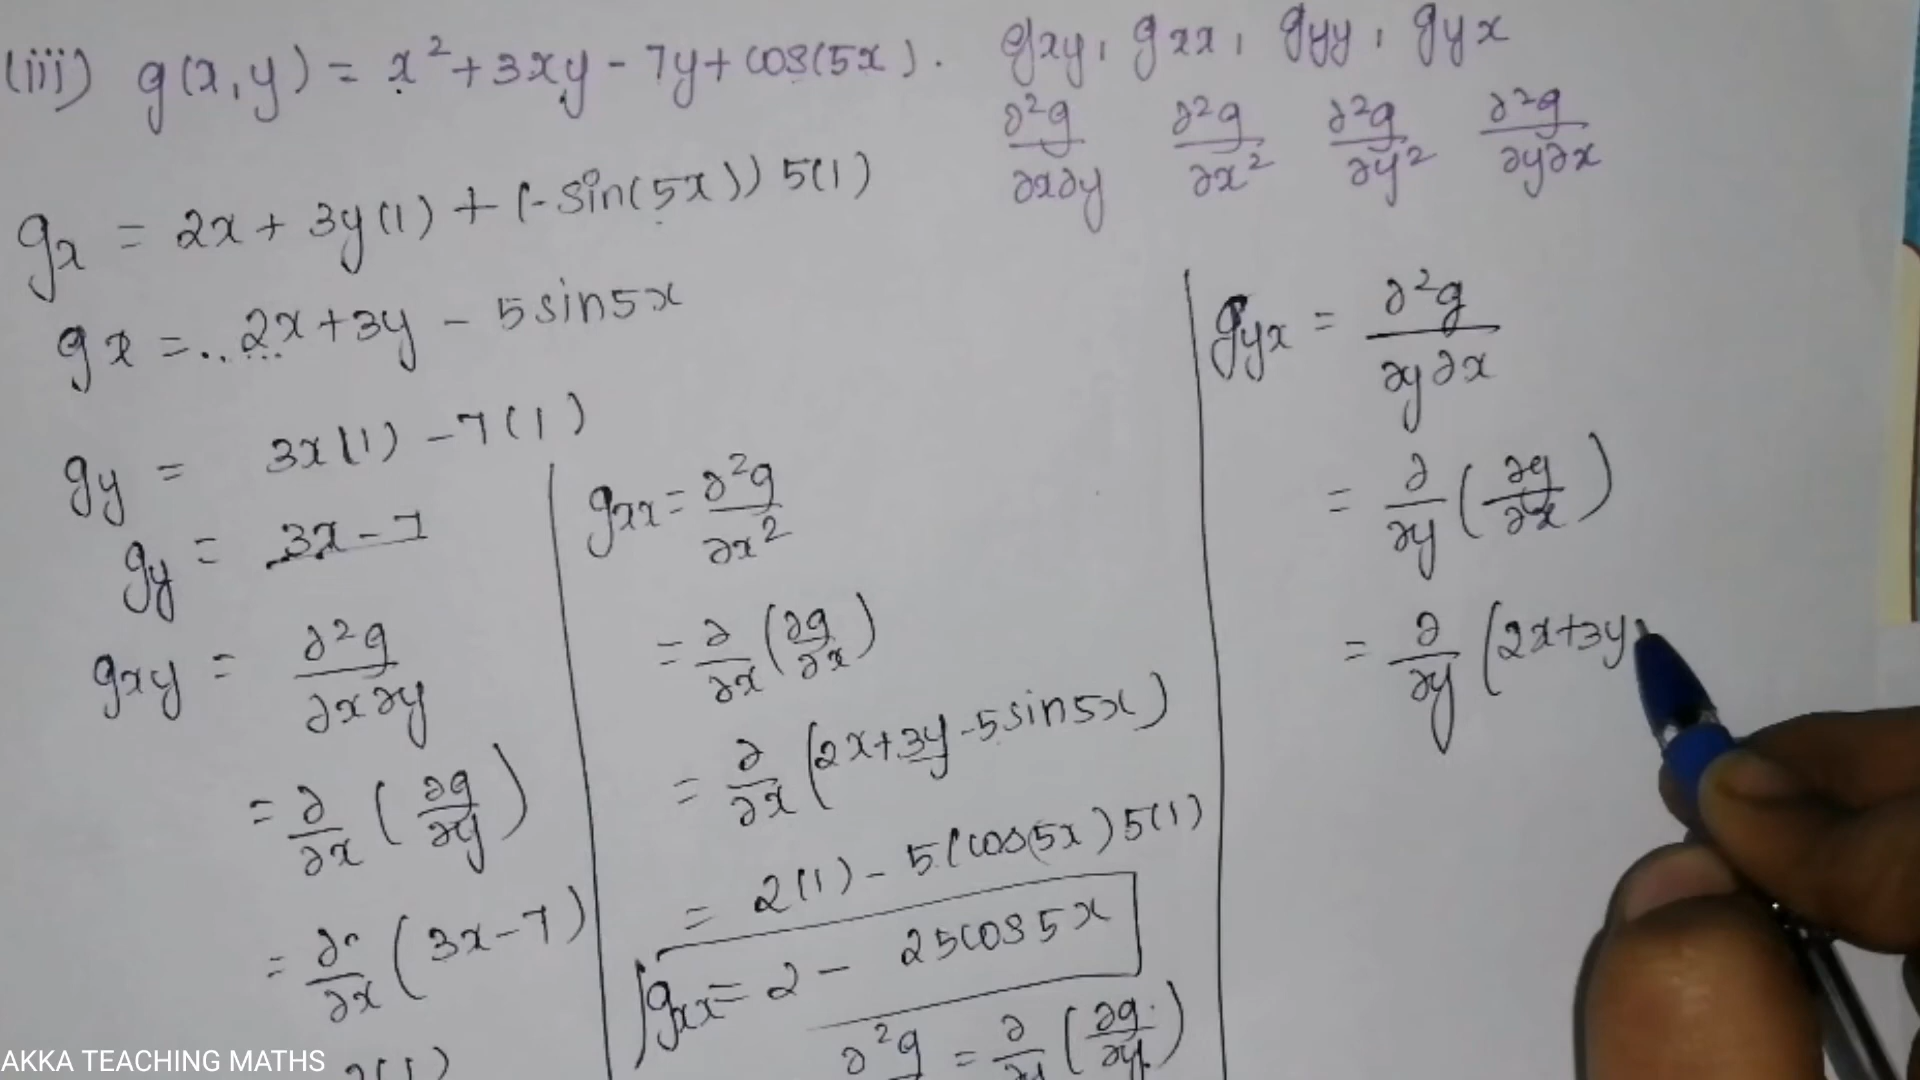 (iii) g(x,y) = x² + 3xy - 7y + cos(5x). gxy, gxx, gyy, gyx
∂²g/∂x∂y ∂²g/∂x² ∂²g/∂y² ∂²g/∂y∂x
gx = 2x + 3y(1) + (-sin(5x)) 5(1)
gx = 2x + 3y - 5sin5x
gy = 3x(1) - 7(1)
gy = 3x - 7
gxy = ∂²g/∂x∂y
= ∂/∂x (∂g/∂y)
= ∂/∂x (3x-7)
gxx = ∂²g/∂x²
= ∂/∂x (∂g/∂x)
= ∂/∂x (2x+3y-5sin5x)
= 2(1) - 5(cos(5x)5(1)
gxx = 2 - 25cos5x
∂²g = ∂/∂y (∂g/∂y)
gyx = ∂²g/∂y∂x
= ∂/∂y (∂g/∂x)
= ∂/∂y (2x+3y
AKKA TEACHING MATHS